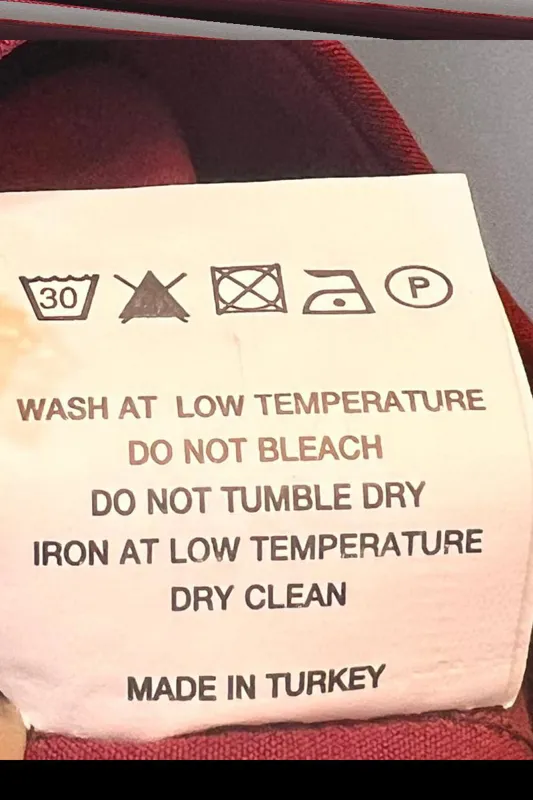 30 P
WASH AT LOW TEMPERATURE
DO NOT BLEACH
DO NOT TUMBLE DRY
IRON AT LOW TEMPERATURE
DRY CLEAN
MADE IN TURKEY